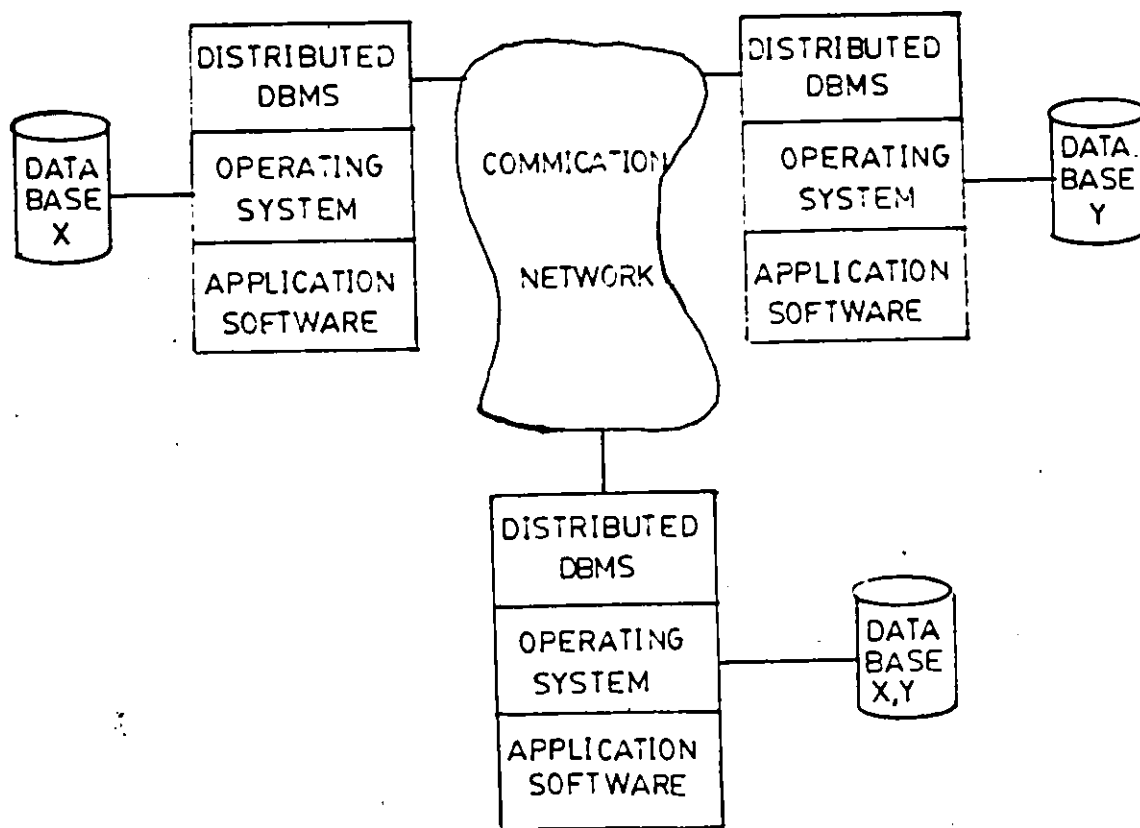 DISTRIBUTED
DBMS
OPERATING
SYSTEM
APPLICATION
SOFTWARE
DATA
BASE
X
COMMICATION
NETWORK
DISTRIBUTED
DBMS
OPERATING
SYSTEM
APPLICATION
SOFTWARE
DATA
BASE
Y
DISTRIBUTED
DBMS
OPERATING
SYSTEM
APPLICATION
SOFTWARE
DATA
BASE
X,Y